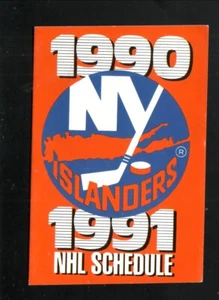 1990
NY
ISLANDERS
®
1991
NHL SCHEDULE